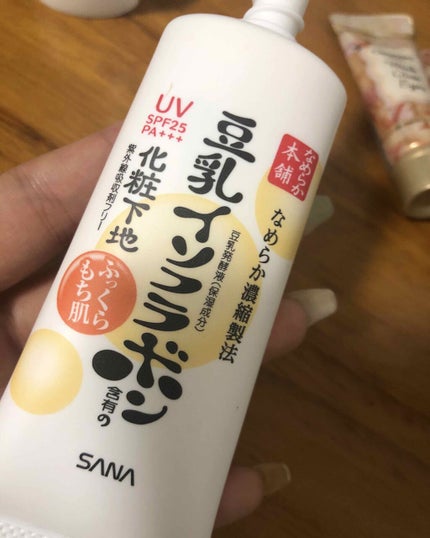 UV
SPF25
PA+++
なめらか
本舗
なめらか濃縮製法
豆乳発酵液(保湿成分)
豆乳イソフラボン
含有の
化粧下地
紫外線吸収剤フリー
ふっくら
もち肌
SANA